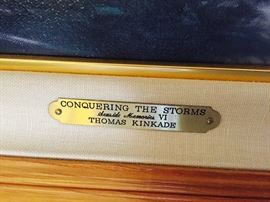 CONQUERING THE STORMS
Seaside Memories VI
THOMAS KINKADE